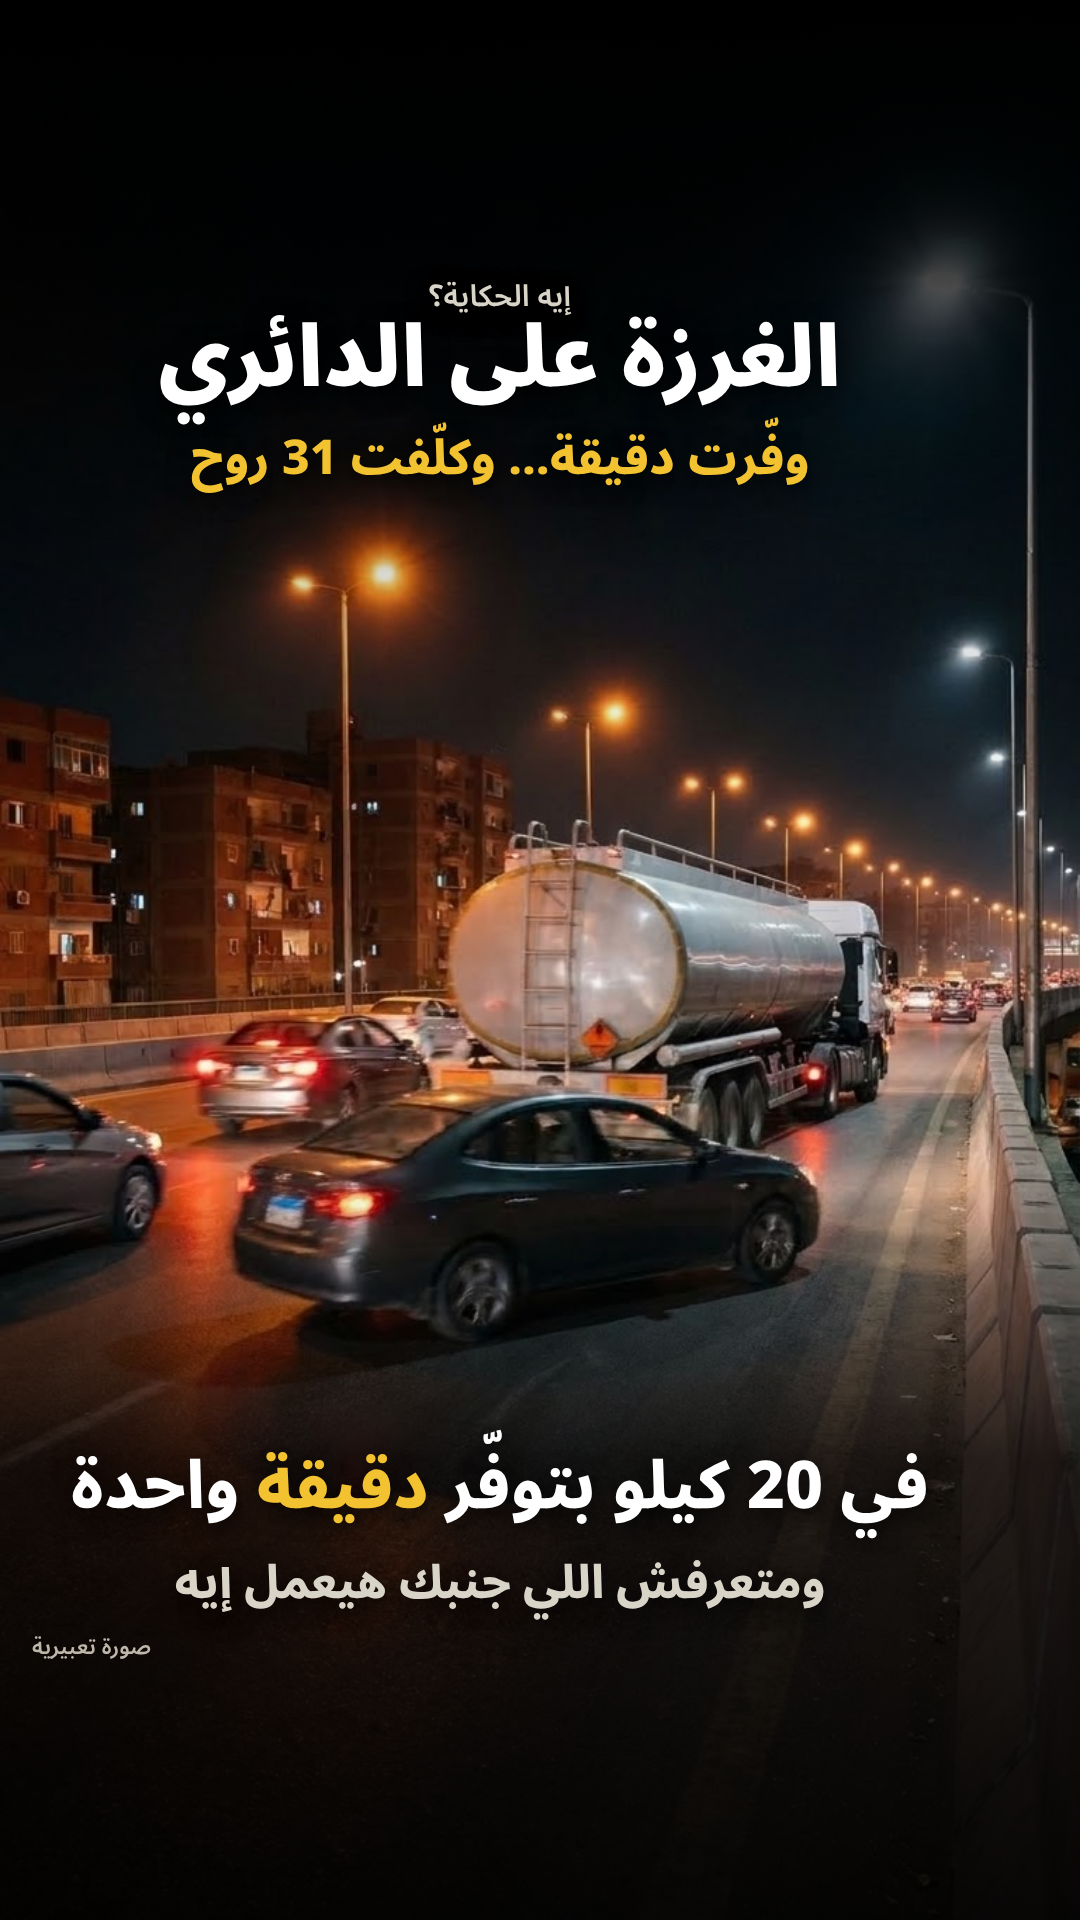 إيه الحكاية؟
الغرزة على الدائري
وفّرت دقيقة... وكلّفت 31 روح
في 20 كيلو بتوفّر دقيقة واحدة
ومتعرفش اللي جنبك هيعمل إيه
صورة تعبيرية